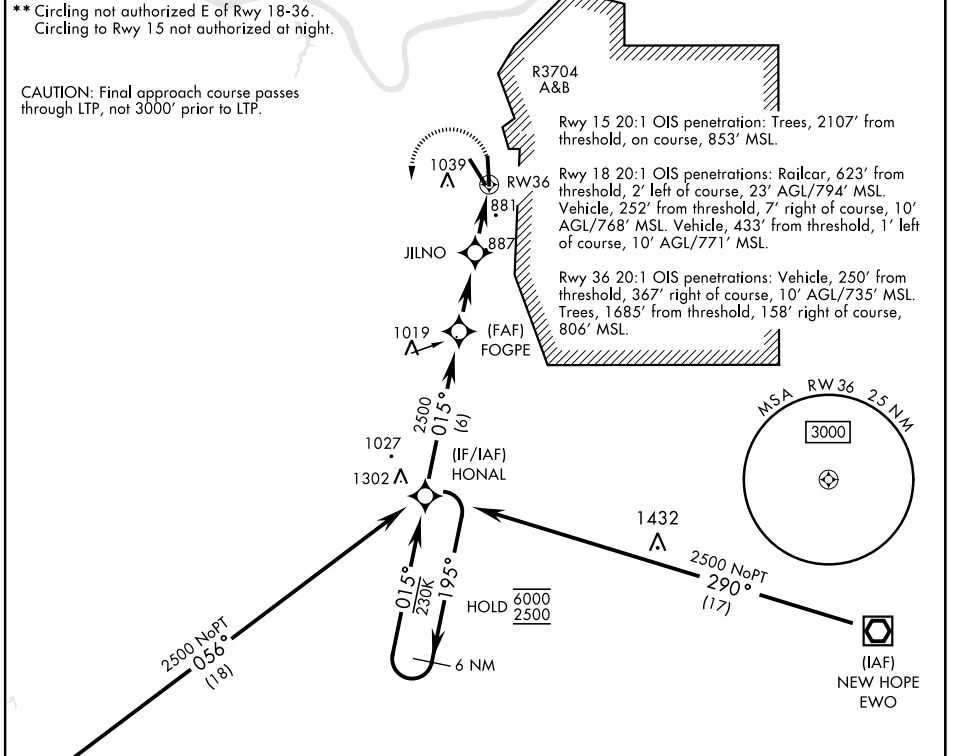 ** Circling not authorized E of Rwy 18-36.
Circling to Rwy 15 not authorized at night.
CAUTION: Final approach course passes
through LTP, not 3000' prior to LTP.
R3704
A&B
Rwy 15 20:1 OIS penetration: Trees, 2107' from
threshold, on course, 853' MSL.
Rwy 18 20:1 OIS penetrations: Railcar, 623' from
threshold, 2' left of course, 23' AGL/794' MSL.
Vehicle, 252' from threshold, 7' right of course, 10'
AGL/768' MSL. Vehicle, 433' from threshold, 1' left
of course, 10' AGL/771' MSL.
Rwy 36 20:1 OIS penetrations: Vehicle, 250' from
threshold, 367' right of course, 10' AGL/735' MSL.
Trees, 1685' from threshold, 158' right of course,
806' MSL.
1039
RW36
881
JILNO
887
1019
(FAF)
FOGPE
2500
015°
(6)
1027
1302
(IF/IAF)
HONAL
MSA RW36 25 NM
3000
1432
2500 NoPT
290°
(17)
015°
230K
195°
HOLD
6000
2500
6 NM
2500 NoPT
056°
(18)
(IAF)
NEW HOPE
EWO